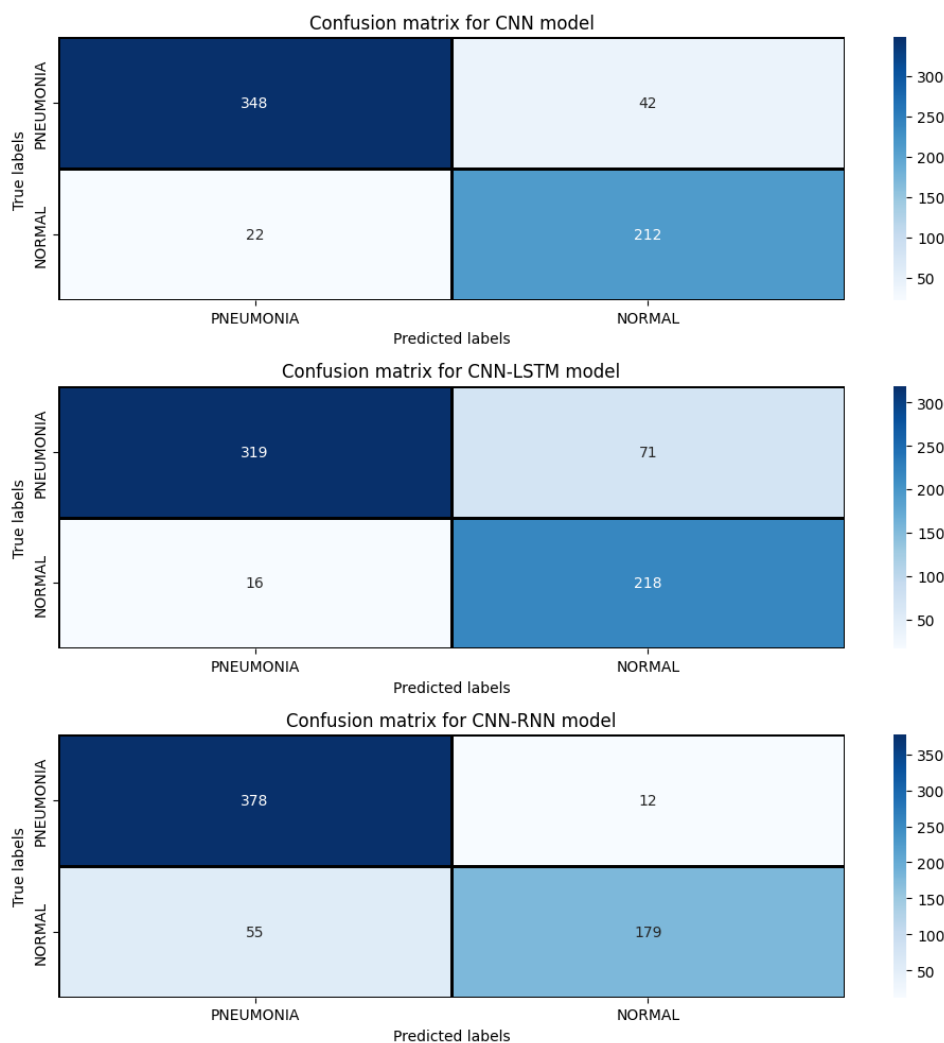 Confusion matrix for CNN model
True labels
PNEUMONIA
NORMAL
348
42
22
212
PNEUMONIA
NORMAL
Predicted labels
300
250
200
150
100
50
Confusion matrix for CNN-LSTM model
True labels
PNEUMONIA
NORMAL
319
71
16
218
PNEUMONIA
NORMAL
Predicted labels
300
250
200
150
100
50
Confusion matrix for CNN-RNN model
True labels
PNEUMONIA
NORMAL
378
12
55
179
PNEUMONIA
NORMAL
Predicted labels
350
300
250
200
150
100
50